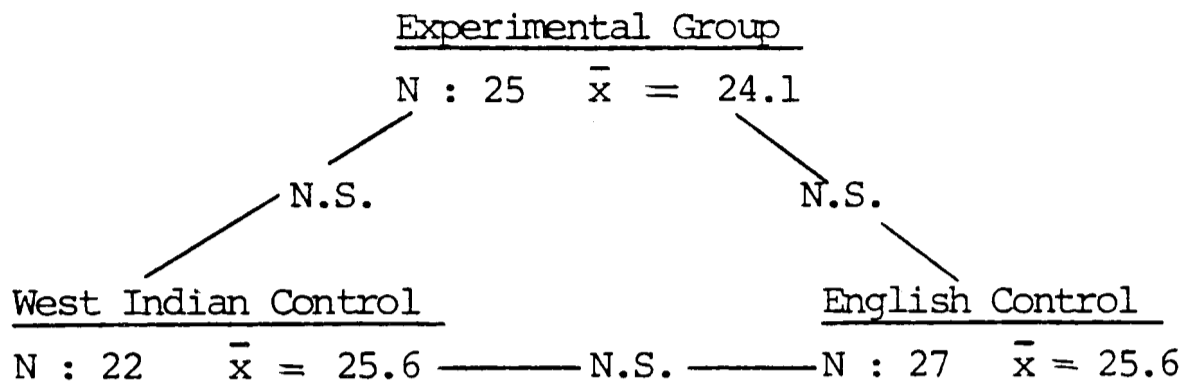 Experimental Group
N : 25 x̄ = 24.1
N.S. N.S.
West Indian Control English Control
N : 22 x̄ = 25.6 N.S. N : 27 x̄ = 25.6